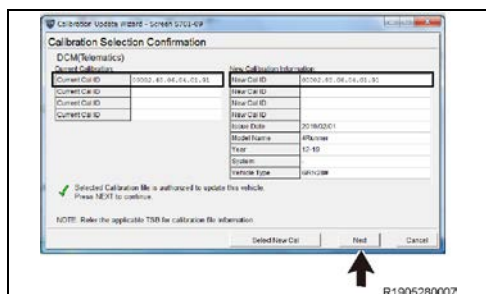 Calibration Update Wizard - Screen S701-09
Calibration Selection Confirmation
DCM(Telematics)
Current Calibration
New Calibration Information
Current Cal ID
New Cal ID
Current Cal ID
New Cal ID
Current Cal ID
New Cal ID
Current Cal ID
New Cal ID
Issue Date
Model Name
4Runner
Year
System
Vehicle Type
Selected Calibration file is authorized to update this vehicle.
Press NEXT to continue.
NOTE: Refer the applicable TSB for calibration file information.
Select New Cal
Next
Cancel
R1905280007